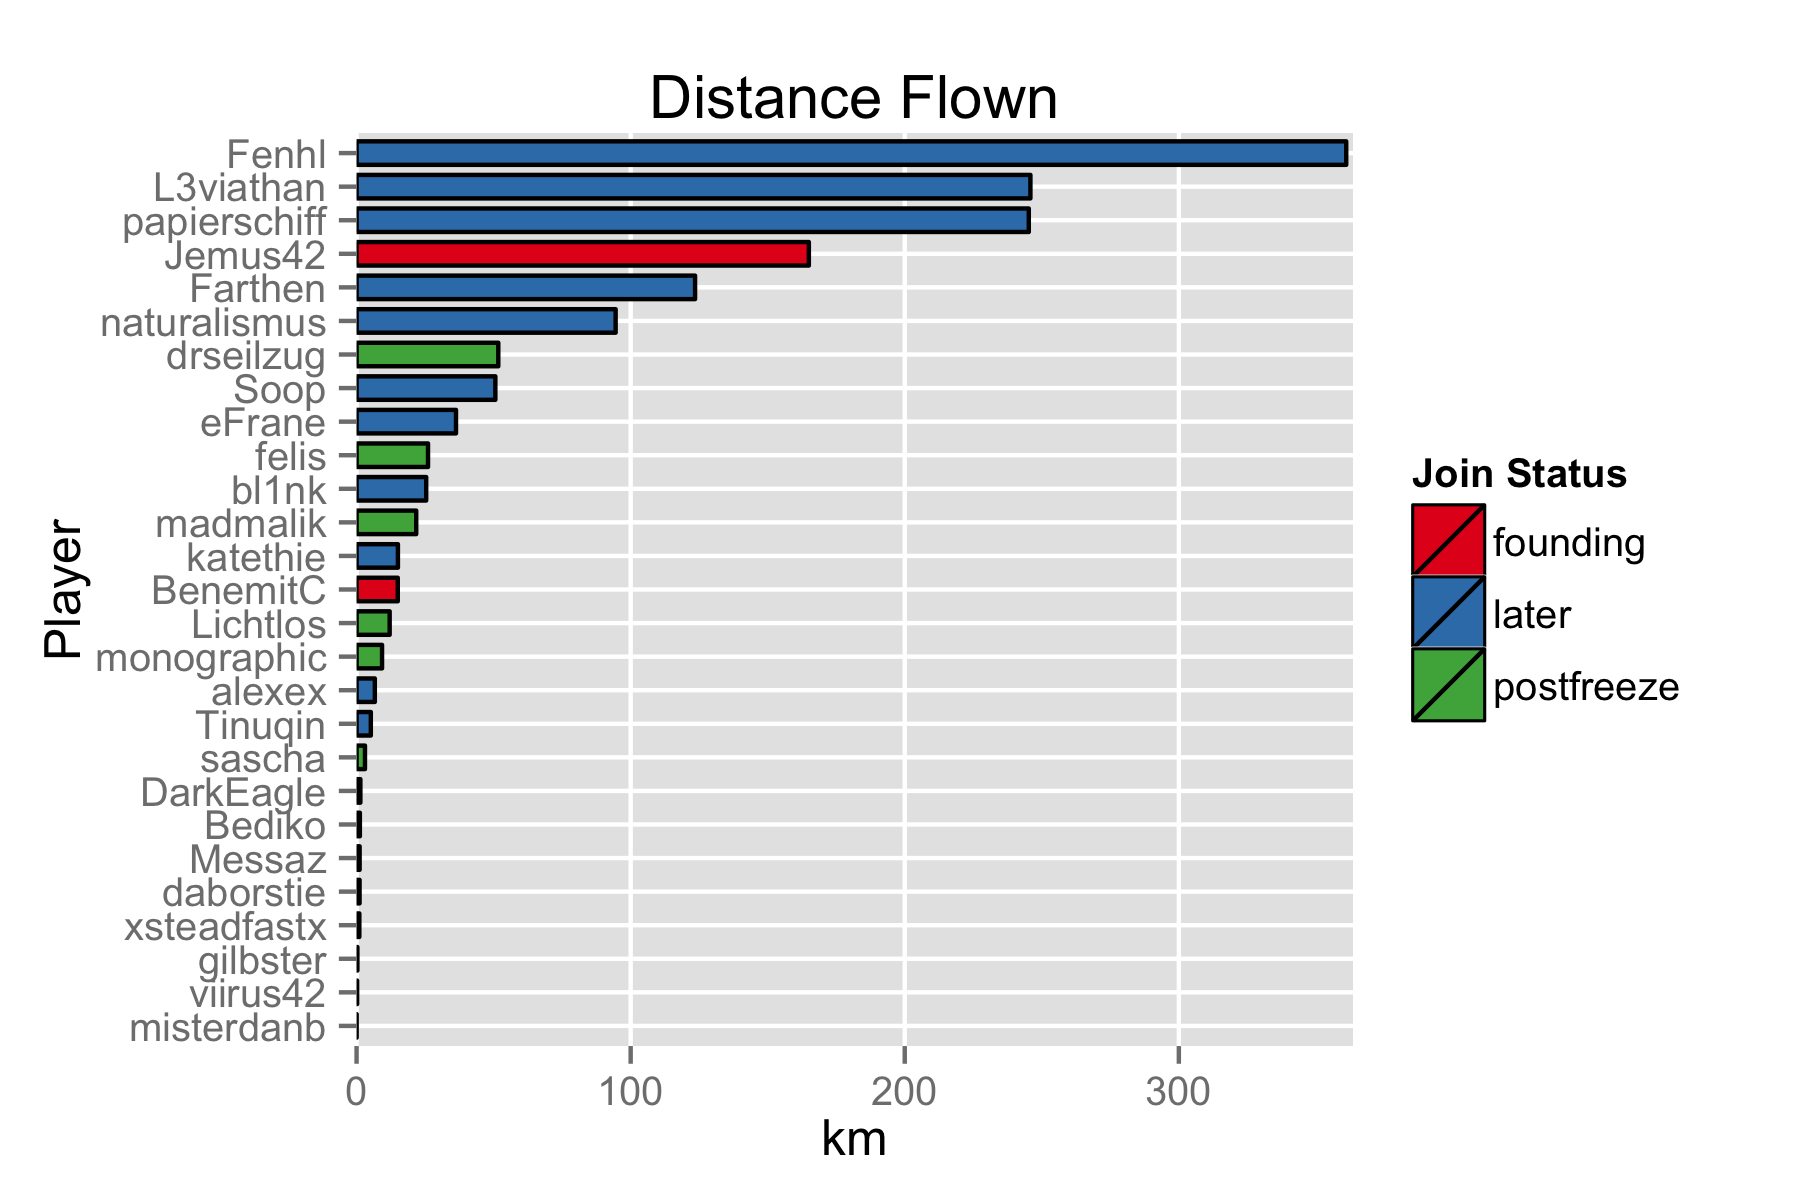 Distance Flown
Player
Fenhl
L3viathan
papierschiff
Jemus42
Farthen
naturalismus
drseilzug
Soop
eFrane
felis
bl1nk
madmalik
katethie
BenemitC
Lichtlos
monographic
alexex
Tinuqin
sascha
DarkEagle
Bediko
Messaz
daborstie
xsteadfastx
gilbster
viirus42
misterdanb
0 100 200 300
km
Join Status
founding
later
postfreeze